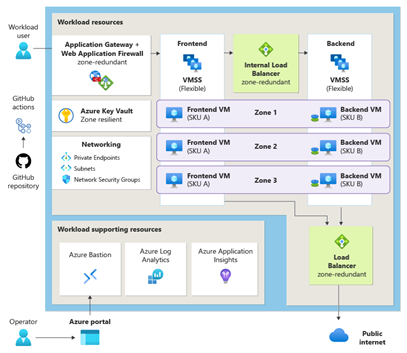 Workload resources
Workload
user
Application Gateway +
Web Application Firewall
zone-redundant
Frontend
VMSS
(Flexible)
Internal Load
Balancer
zone-redundant
Backend
VMSS
(Flexible)
GitHub
actions
Azure Key Vault
Zone resilient
Frontend VM
(SKU A)
Zone 1
Backend VM
(SKU B)
Networking
Private Endpoints
Subnets
Network Security Groups
Frontend VM
(SKU A)
Zone 2
Backend VM
(SKU B)
GitHub
repository
Frontend VM
(SKU A)
Zone 3
Backend VM
(SKU B)
Workload supporting resources
Azure Bastion
Azure Log
Analytics
Azure Application
Insights
Load
Balancer
zone-redundant
Operator
Azure portal
Public
internet